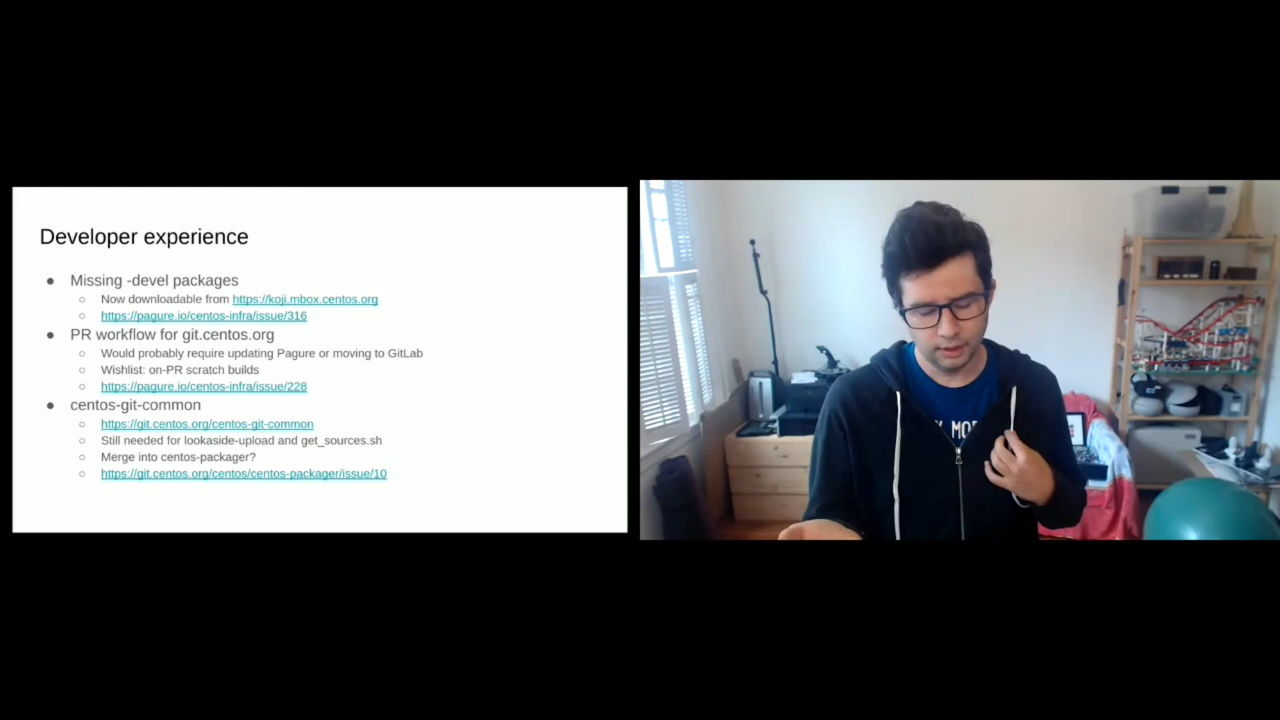 Developer experience
● Missing -devel packages
○ Now downloadable from https://koji.mbox.centos.org
○ https://pagure.io/centos-infra/issue/316
● PR workflow for git.centos.org
○ Would probably require updating Pagure or moving to GitLab
○ Wishlist: on-PR scratch builds
○ https://pagure.io/centos-infra/issue/228
● centos-git-common
○ https://git.centos.org/centos-git-common
○ Still needed for lookaside-upload and get_sources.sh
○ Merge into centos-packager?
○ https://git.centos.org/centos/centos-packager/issue/10